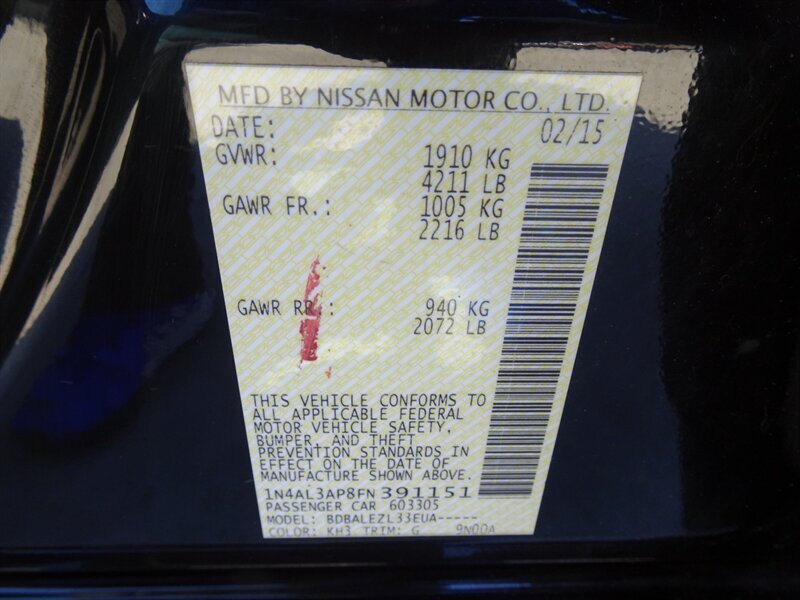 MFD BY NISSAN MOTOR CO., LTD.
DATE: 02/15
GVWR: 1910 KG
4211 LB
GAWR FR.: 1005 KG
2216 LB
GAWR RR.: 940 KG
2072 LB
THIS VEHICLE CONFORMS TO
ALL APPLICABLE FEDERAL
MOTOR VEHICLE SAFETY,
BUMPER, AND THEFT
PREVENTION STANDARDS IN
EFFECT ON THE DATE OF
MANUFACTURE SHOWN ABOVE.
1N4AL3AP8FN391151
PASSENGER CAR 603305
MODEL: BDBALEZL33EUA-----
COLOR: KH3 TRIM: G 9N00A